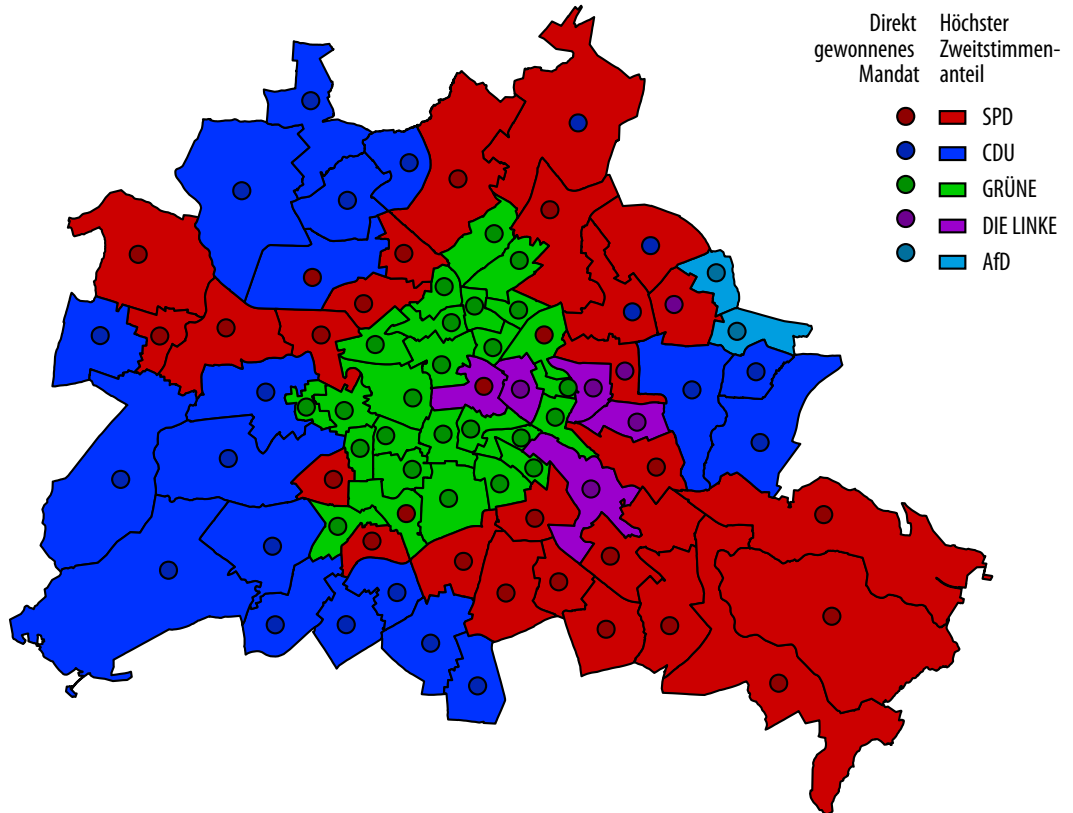 Direkt
gewonnenes
Mandat
Höchster
Zweitstimmen-
anteil
SPD
CDU
GRÜNE
DIE LINKE
AfD